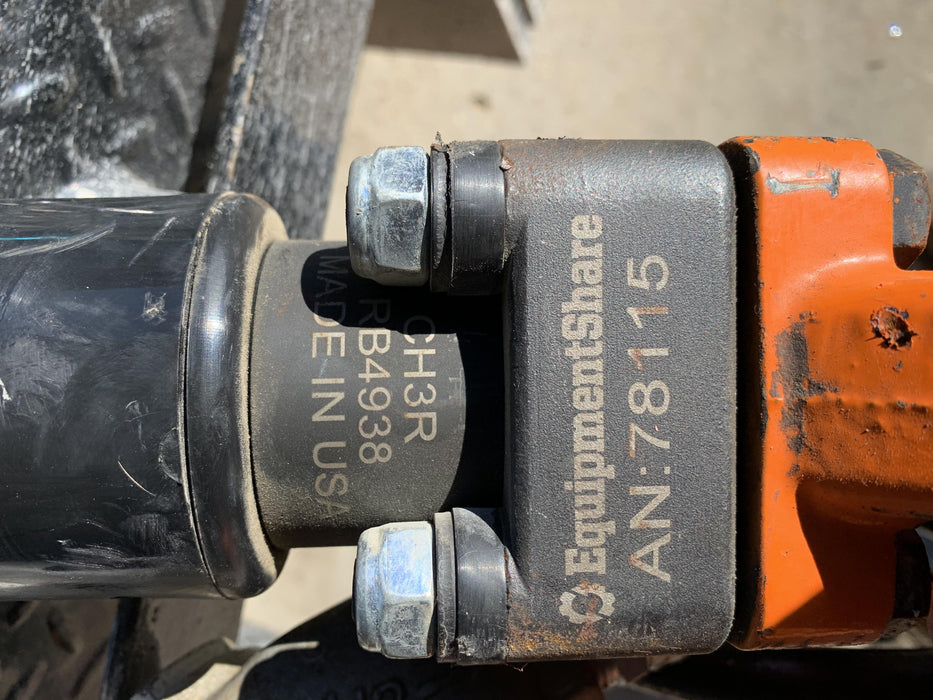 CH3R
RB4938
MADE IN USA
EquipmentShare
AN:78115